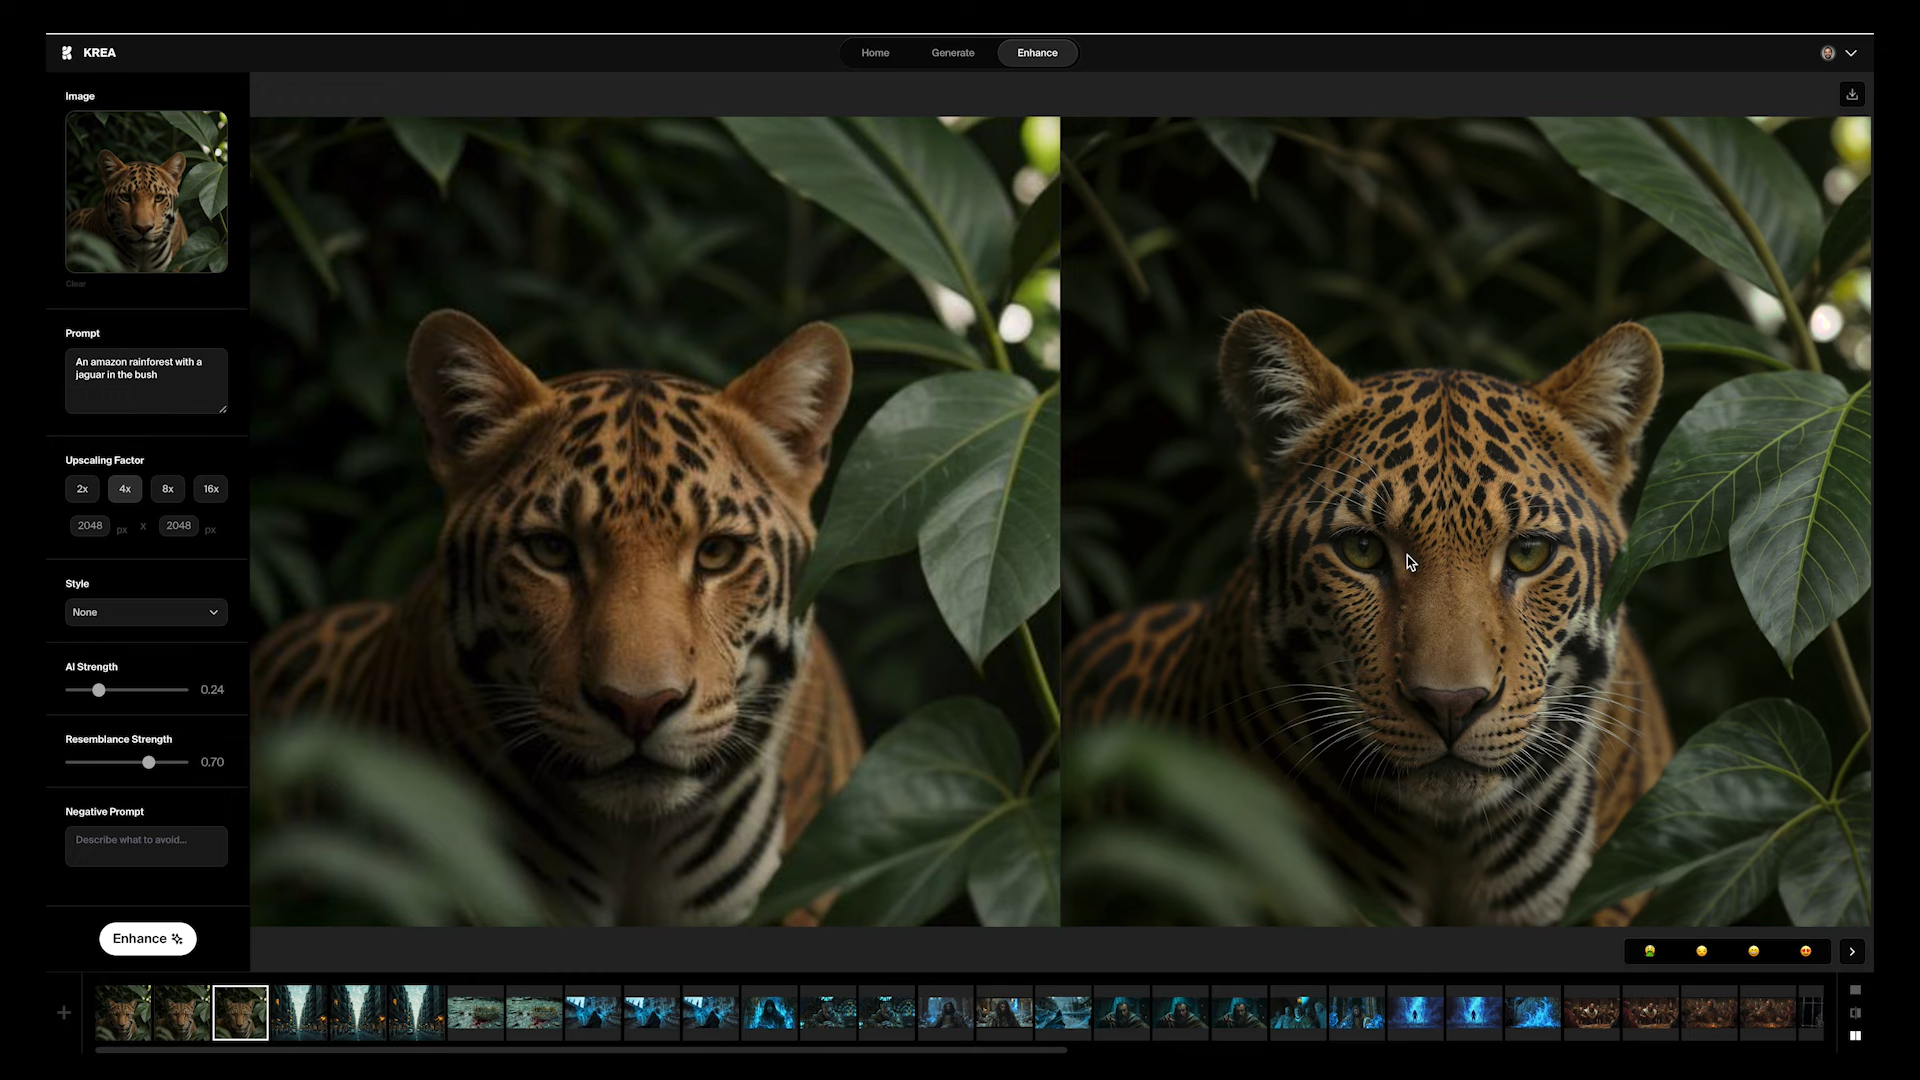 KREA
Home
Generate
Enhance
Image
Clear
Prompt
An amazon rainforest with a
jaguar in the bush
Upscaling Factor
2x
4x
8x
16x
2048 px X 2048 px
Style
None
AI Strength
0.24
Resemblance Strength
0.70
Negative Prompt
Describe what to avoid...
Enhance